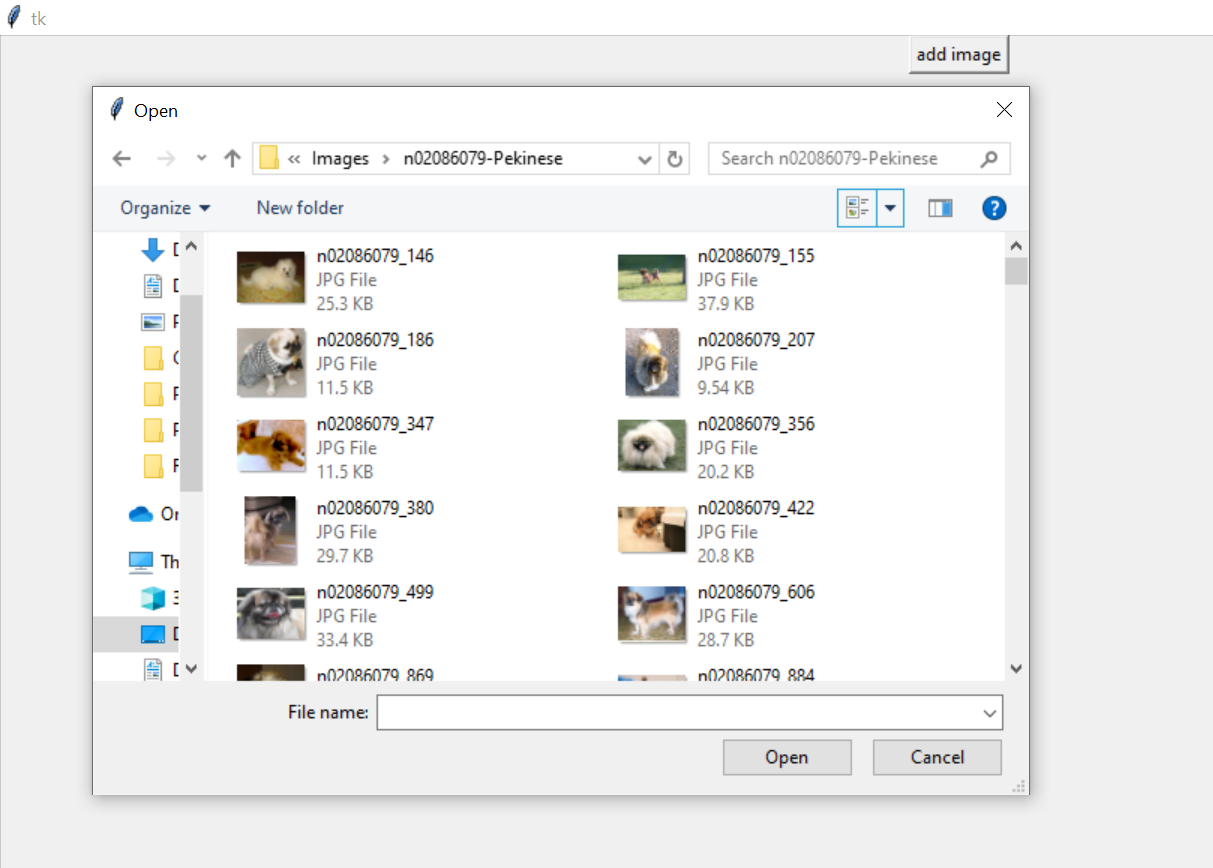 tk
add image
Open
« Images > n02086079-Pekinese
Search n02086079-Pekinese
Organize
New folder
n02086079_146
JPG File
25.3 KB
n02086079_155
JPG File
37.9 KB
n02086079_186
JPG File
11.5 KB
n02086079_207
JPG File
9.54 KB
n02086079_347
JPG File
11.5 KB
n02086079_356
JPG File
20.2 KB
n02086079_380
JPG File
29.7 KB
n02086079_422
JPG File
20.8 KB
n02086079_499
JPG File
33.4 KB
n02086079_606
JPG File
28.7 KB
n02086079_869
n02086079_884
Or
Th
3
File name:
Open
Cancel